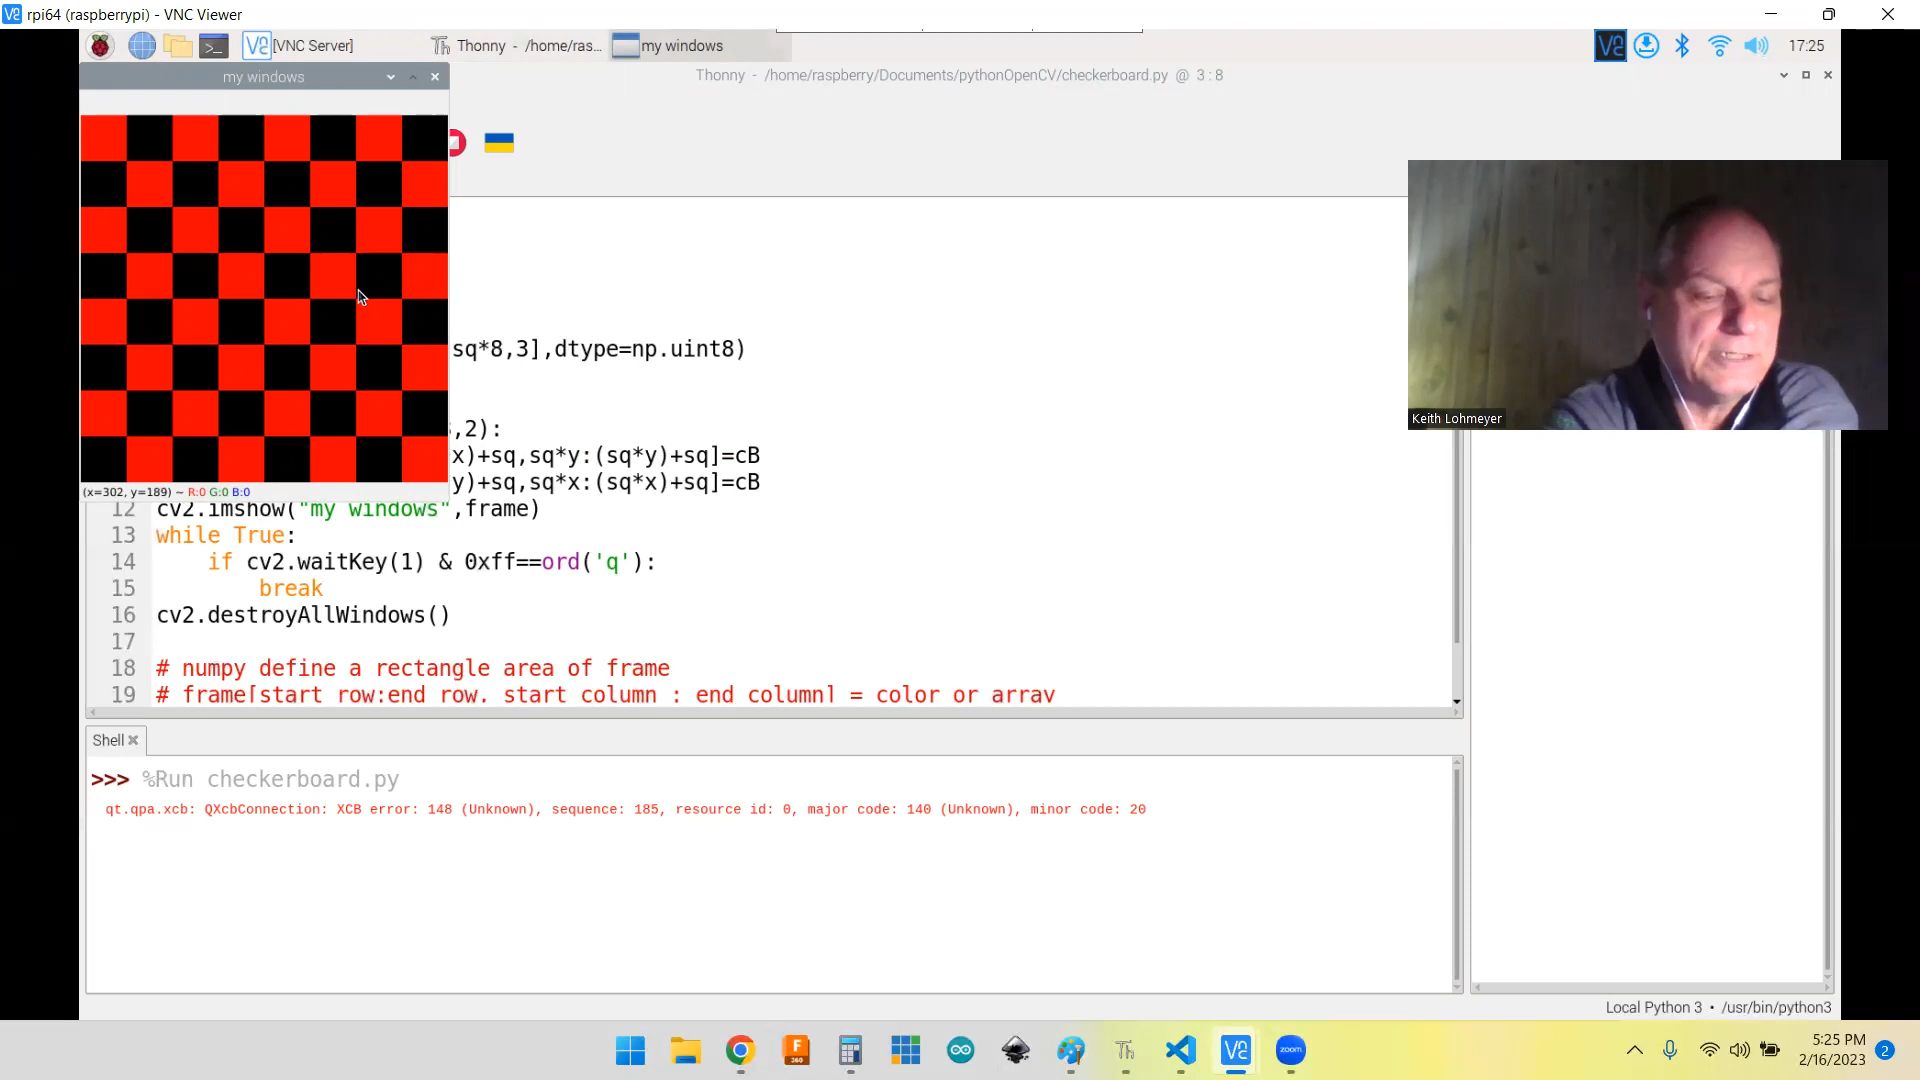 rpi64 (raspberrypi) - VNC Viewer
[VNC Server]
Thonny - /home/ras...
my windows
17:25
my windows
Thonny - /home/raspberry/Documents/pythonOpenCV/checkerboard.py @ 3 : 8
sq*8,3],dtype=np.uint8)
,2):
x)+sq,sq*y:(sq*y)+sq]=cB
y)+sq,sq*x:(sq*x)+sq]=cB
(x=302, y=189) ~ R:0 G:0 B:0
12 cv2.imshow("my windows",frame)
13 while True:
14 if cv2.waitKey(1) & 0xff==ord('q'):
15 break
16 cv2.destroyAllWindows()
17
18 # numpy define a rectangle area of frame
19 # frame[start row:end row, start column : end column] = color or array
Keith Lohmeyer
Shell
>>> %Run checkerboard.py
qt.qpa.xcb: QXcbConnection: XCB error: 148 (Unknown), sequence: 185, resource id: 0, major code: 140 (Unknown), minor code: 20
Local Python 3 • /usr/bin/python3
F
360
Th
zoom
5:25 PM
2/16/2023
2